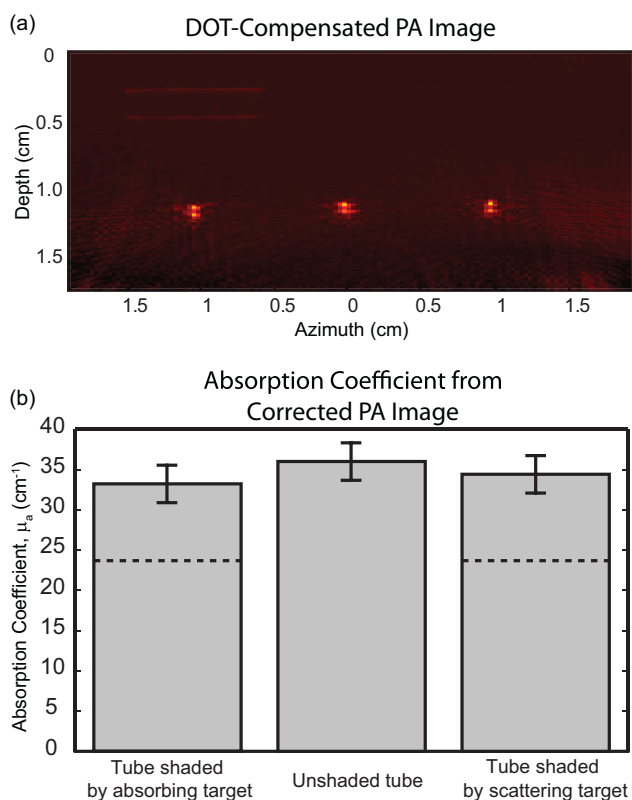 (a)
DOT-Compensated PA Image
0
0.5
1.0
1.5
Depth (cm)
1.5 1 0.5 0 0.5 1 1.5
Azimuth (cm)
(b)
Absorption Coefficient from
Corrected PA Image
40
35
30
25
20
15
10
5
0
Absorption Coefficient, μa (cm-1)
Tube shaded
by absorbing target
Unshaded tube
Tube shaded
by scattering target